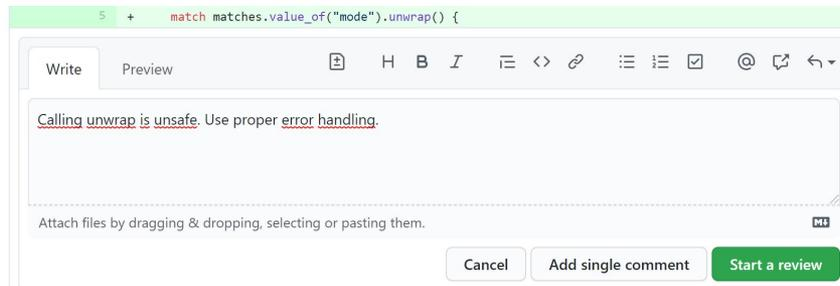 5 + match matches.value_of("mode").unwrap() {
Write Preview H B I
Calling unwrap is unsafe. Use proper error handling.
Attach files by dragging & dropping, selecting or pasting them. M↓
Cancel Add single comment Start a review